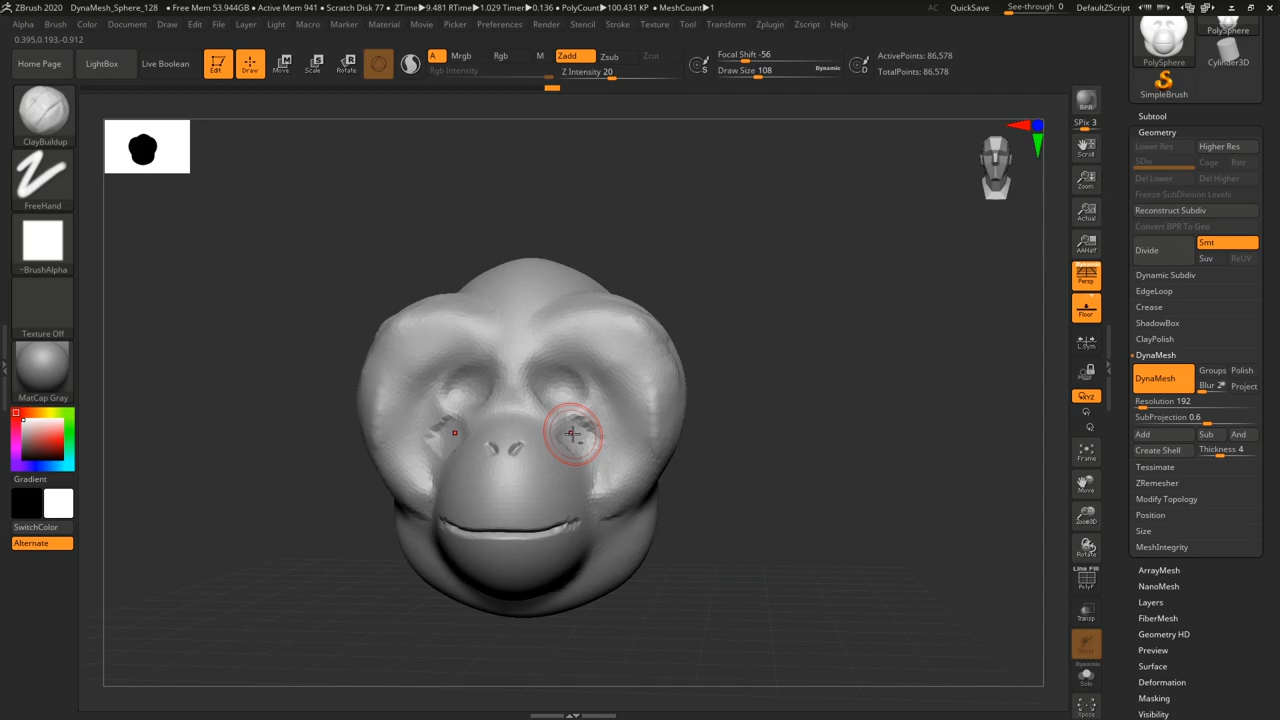 ZBrush 2020 DynaMesh_Sphere_128 ● Free Mem 53.944GB ● Active Mem 941 ● Scratch Disk 77 ● ZTime▶9.481 RTime▶1.029 Timer▶0.136 ● PolyCount▶100.431 KP ● MeshCount▶1
AC QuickSave See-through 0 Menus DefaultZScript
Alpha Brush Color Document Draw Edit File Layer Light Macro Marker Material Movie Picker Preferences Render Stencil Stroke Texture Tool Transform Zplugin Zscript Help
0.395,0.193,-0.912
Home Page LightBox Live Boolean
Edit Draw Move Scale Rotate
A Mrgb Rgb M Zadd Zsub Zcut
Rgb Intensity Z Intensity 20
Focal Shift -56
Draw Size 108 Dynamic
S
D
ActivePoints: 86,578
TotalPoints: 86,578
ClayBuildup
FreeHand
~BrushAlpha
Texture Off
MatCap Gray
Gradient
SwitchColor
Alternate
BPR
SPix 3
Scroll
Zoom
Actual
AAHalf
Dynamic
Persp
Floor
L.Sym
XYZ
Frame
Move
Zoom3D
Rotate
Line Fill
PolyF
Transp
Dynamic
Solo
Xpose
PolySphere
PolySphere Cylinder3D
SimpleBrush
Subtool
Geometry
Lower Res Higher Res
SDiv Cage Rstr
Del Lower Del Higher
Freeze SubDivision Levels
Reconstruct Subdiv
Convert BPR To Geo
Divide Smt
Suv ReUV
Dynamic Subdiv
EdgeLoop
Crease
ShadowBox
ClayPolish
DynaMesh
DynaMesh Groups Polish
Blur 2 Project
Resolution 192
SubProjection 0.6
Add Sub And
Create Shell Thickness 4
Tessimate
ZRemesher
Modify Topology
Position
Size
MeshIntegrity
ArrayMesh
NanoMesh
Layers
FiberMesh
Geometry HD
Preview
Surface
Deformation
Masking
Visibility